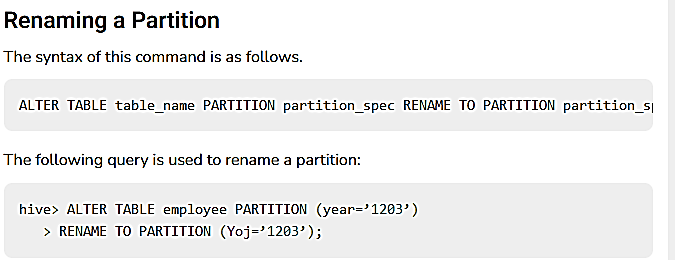 Renaming a Partition
The syntax of this command is as follows.
ALTER TABLE table_name PARTITION partition_spec RENAME TO PARTITION
The following query is used to rename a partition:
hive> ALTER TABLE employee PARTITION (year=’1203’)
> RENAME TO PARTITION (Yoj=’1203’);